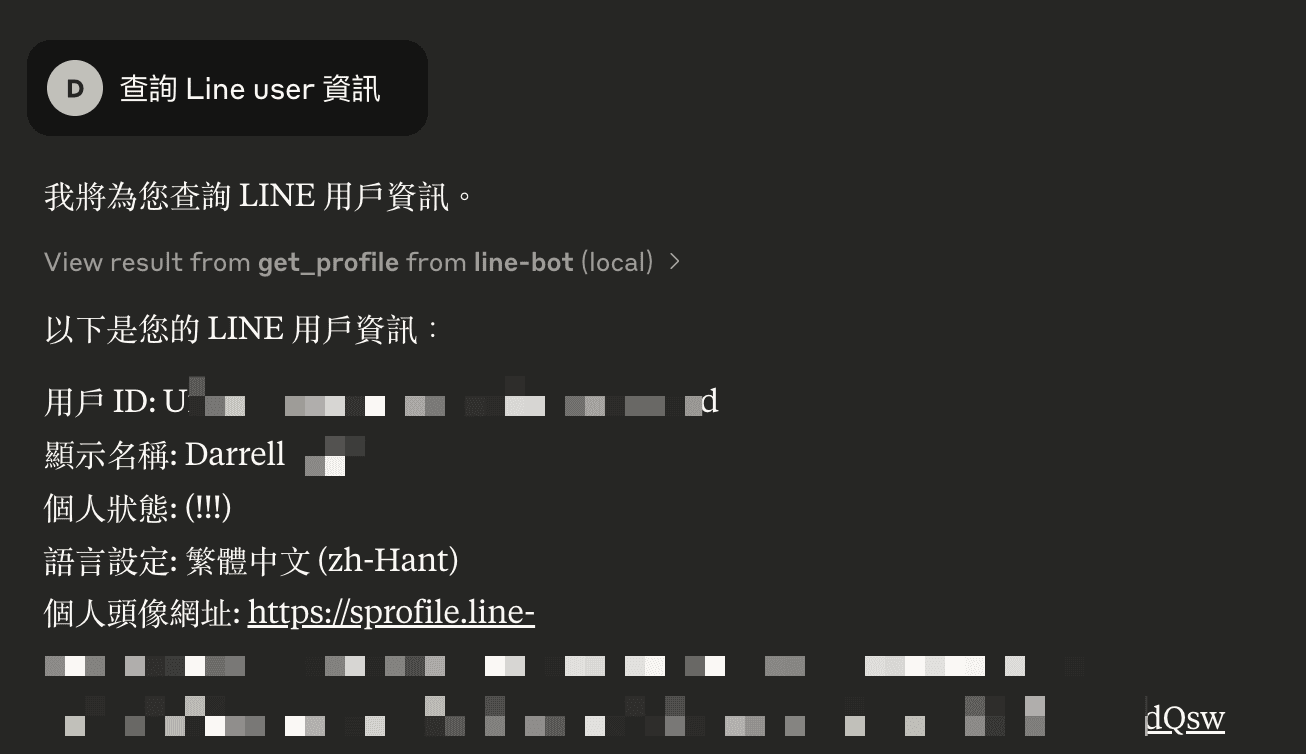 D 查詢 Line user 資訊
我將為您查詢 LINE 用戶資訊。
View result from get_profile from line-bot (local) >
以下是您的 LINE 用戶資訊：
用戶 ID: U d
顯示名稱: Darrell
個人狀態: (!!!)
語言設定: 繁體中文 (zh-Hant)
個人頭像網址: https://sprofile.line-
dQsw